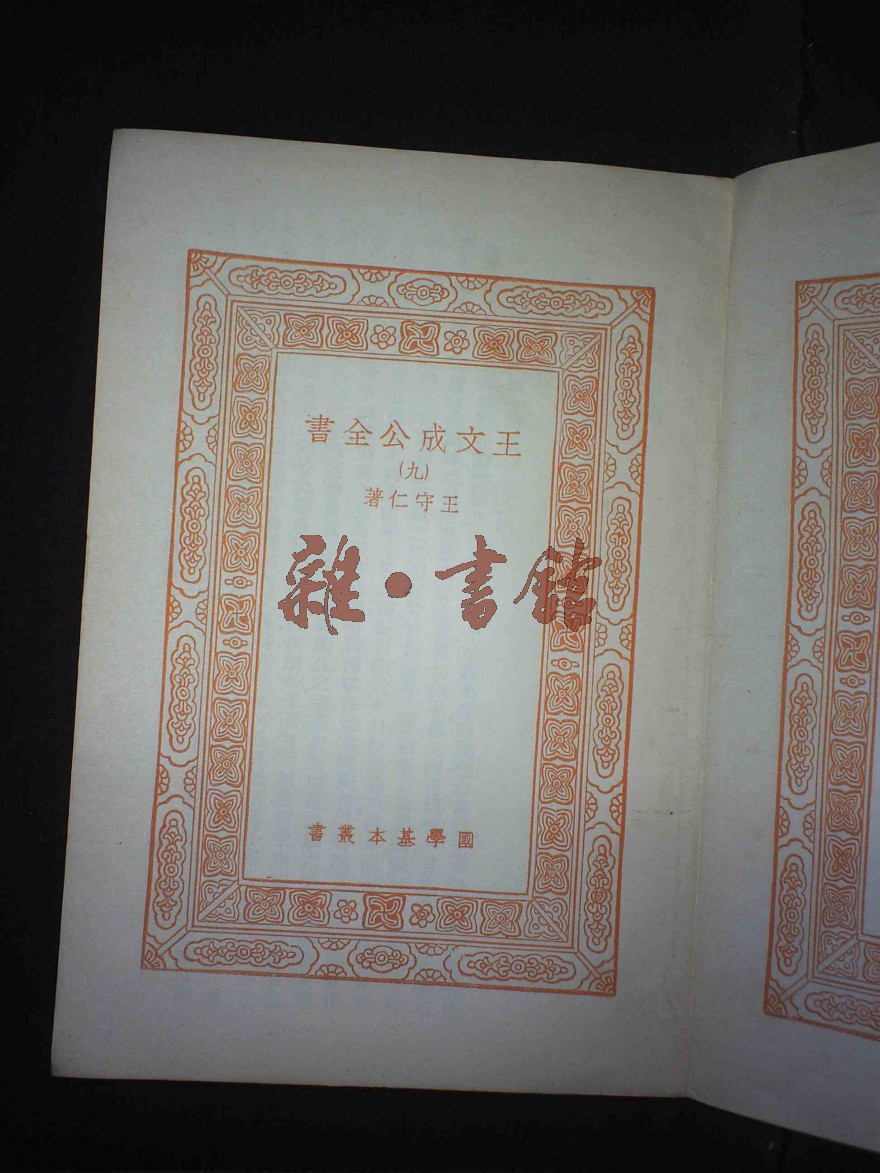 王文成公全書
(九)
王守仁著
雜·書館
國學基本叢書